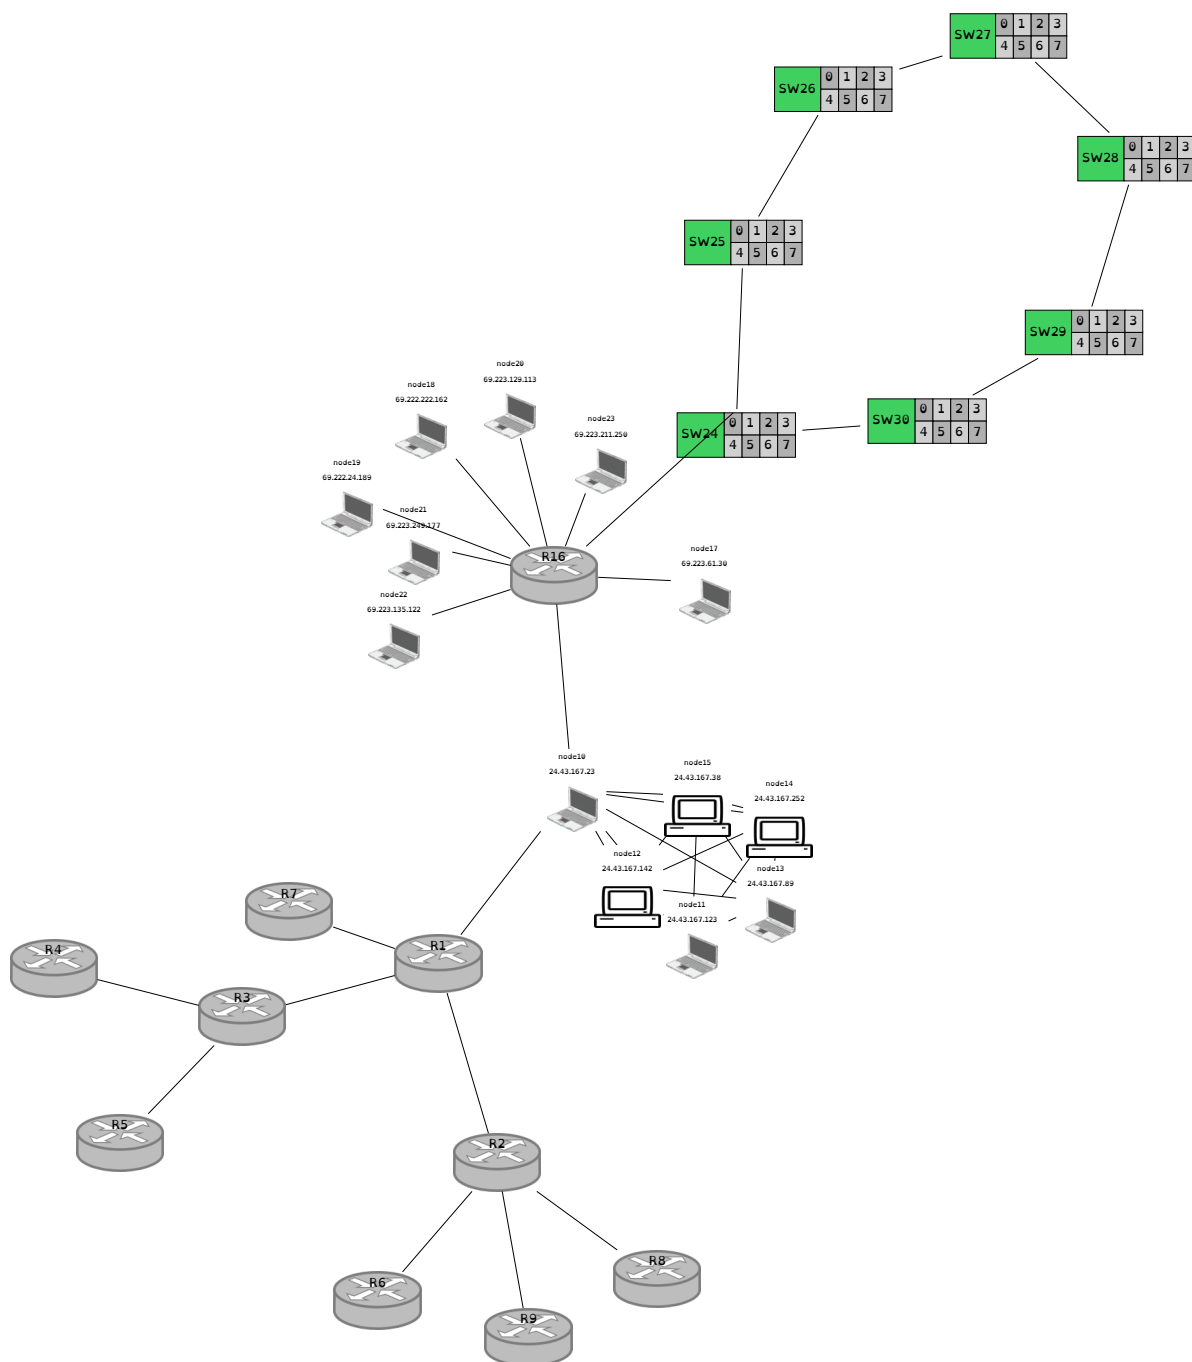 SW27
0 1 2 3
4 5 6 7
SW26
0 1 2 3
4 5 6 7
SW28
0 1 2 3
4 5 6 7
SW25
0 1 2 3
4 5 6 7
SW29
0 1 2 3
4 5 6 7
node20
69.223.129.113
node18
69.222.222.162
node23
69.223.211.250
SW24
0 1 2 3
4 5 6 7
SW30
0 1 2 3
4 5 6 7
node19
69.222.24.189
node21
69.223.249.177
R16
node17
69.223.61.30
node22
69.223.135.122
node10
24.43.167.23
node15
24.43.167.38
node14
24.43.167.252
node12
24.43.167.142
node13
24.43.167.89
node11
24.43.167.123
R7
R4
R1
R3
R5
R2
R6
R8
R9